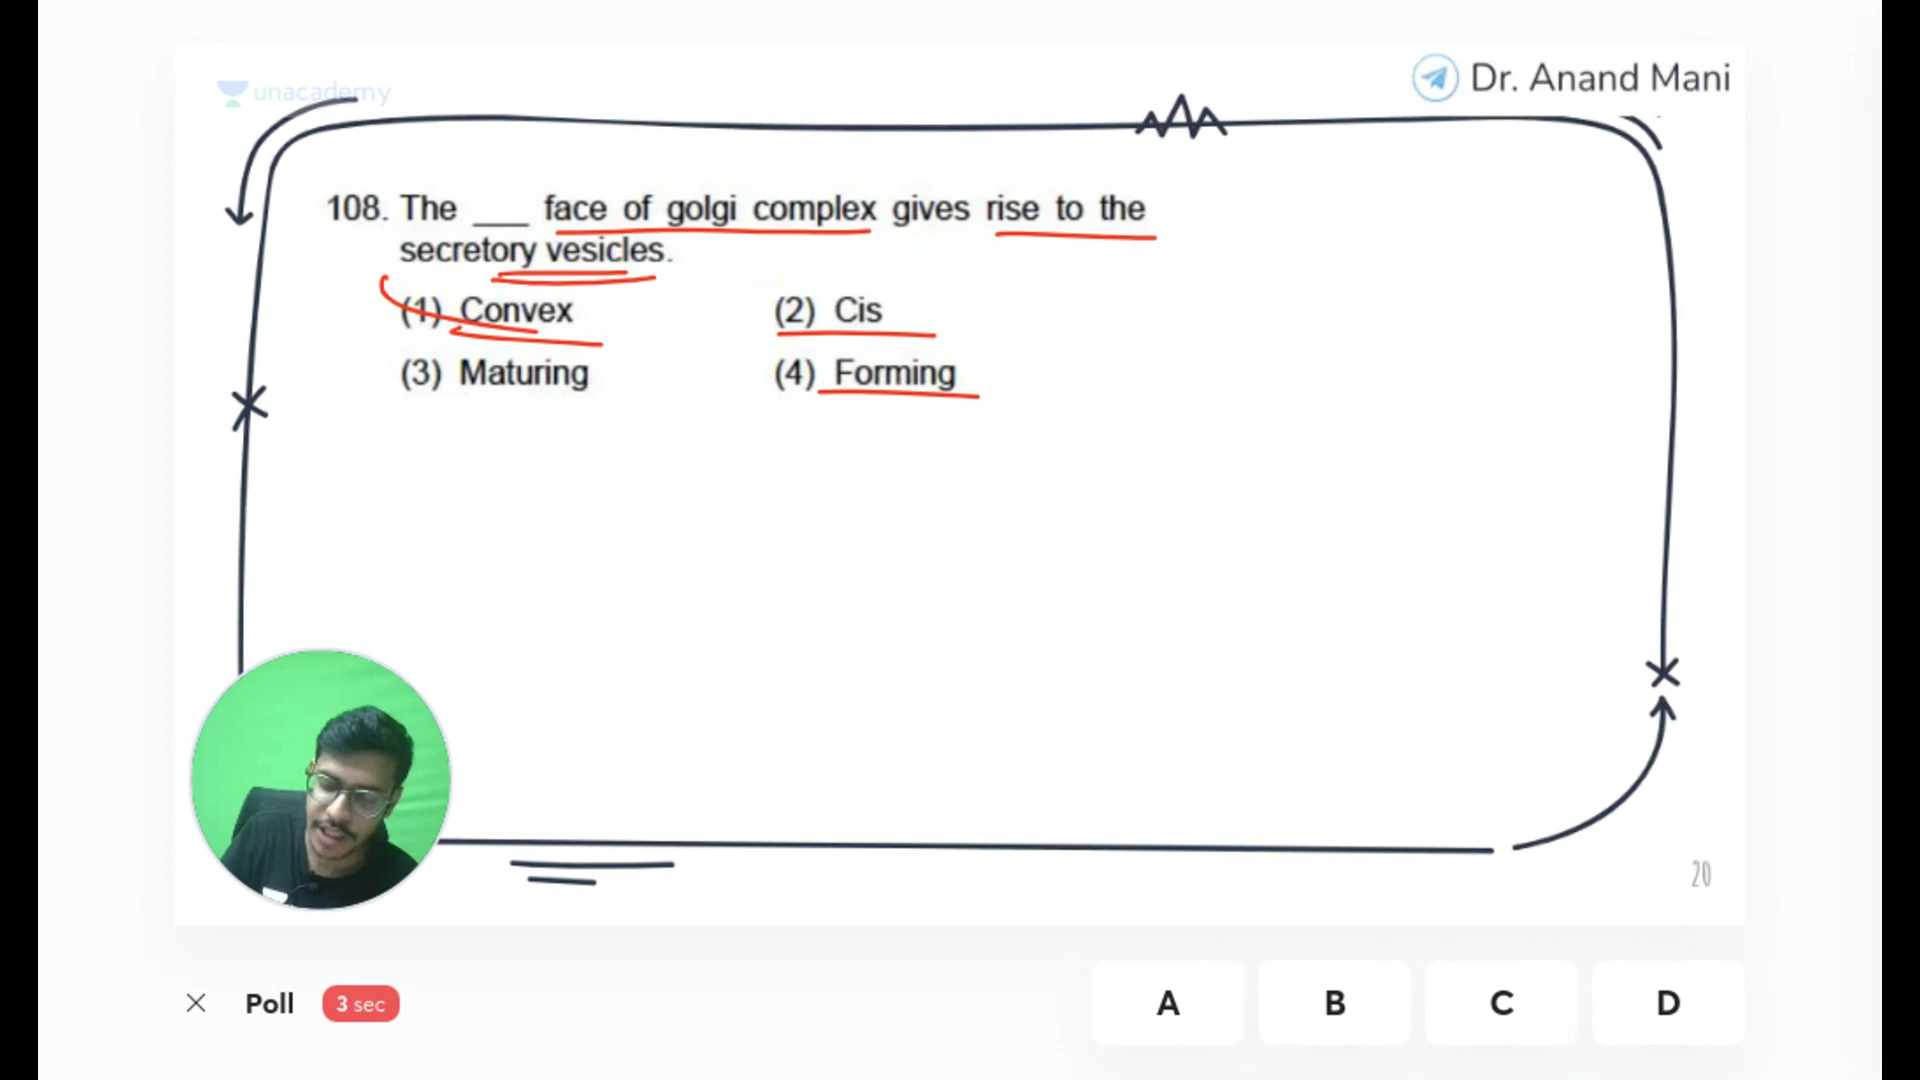 unacademy
Dr. Anand Mani
108. The ___ face of golgi complex gives rise to the
secretory vesicles.
(1) Convex (2) Cis
(3) Maturing (4) Forming
20
Poll 3 sec A B C D